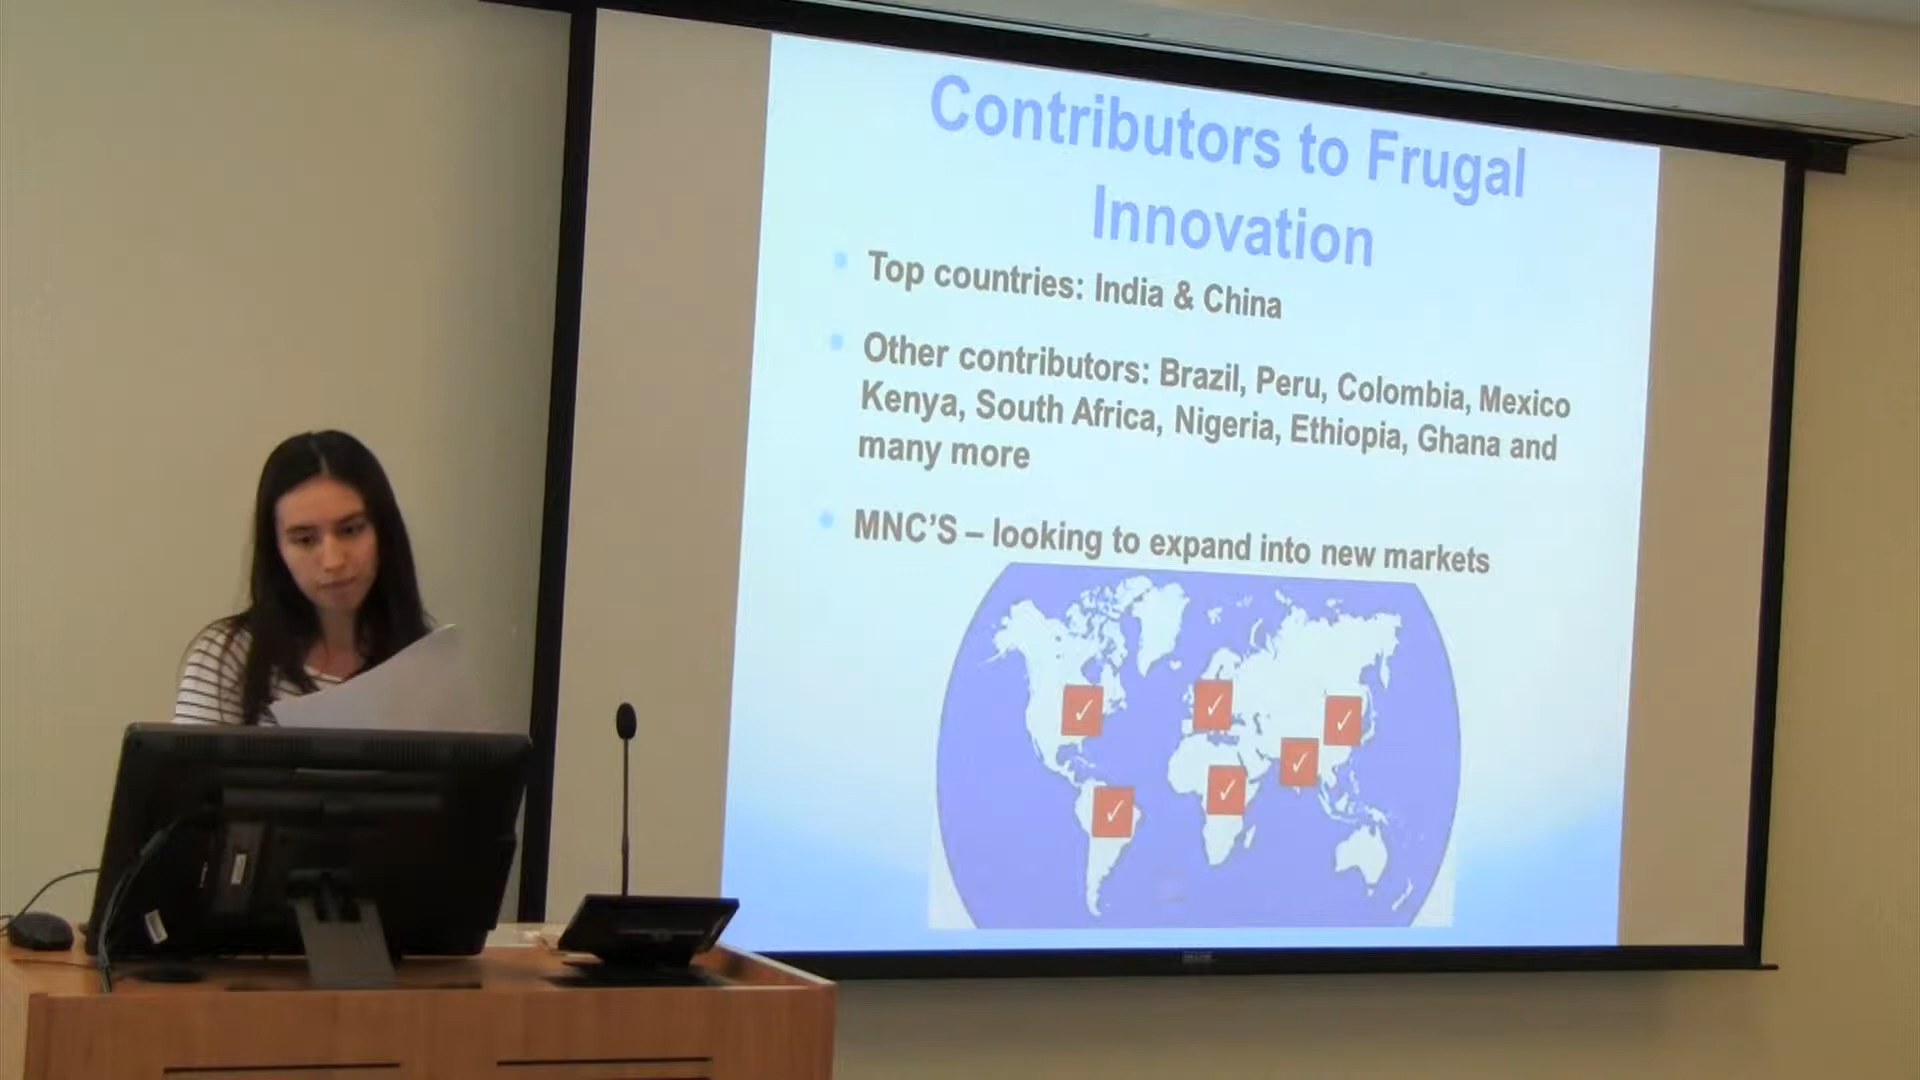 Contributors to Frugal
Innovation
Top countries: India & China
Other contributors: Brazil, Peru, Colombia, Mexico
Kenya, South Africa, Nigeria, Ethiopia, Ghana and
many more
MNC'S – looking to expand into new markets